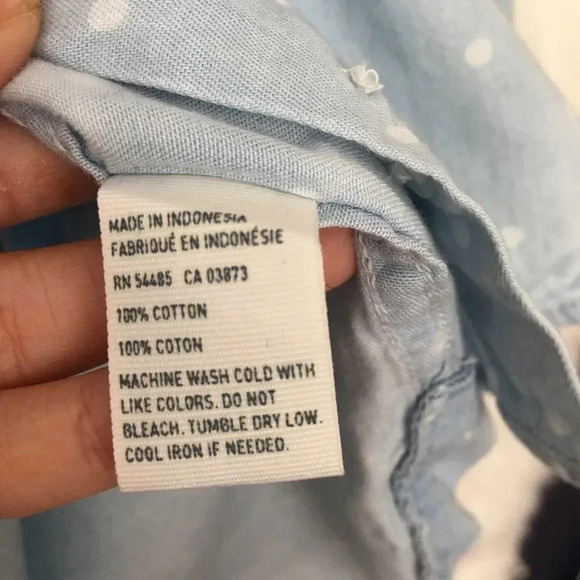 MADE IN INDONESIA
FABRIQUÉ EN INDONÉSIE
RN 54485 CA 03873
100% COTTON
100% COTON
MACHINE WASH COLD WITH
LIKE COLORS. DO NOT
BLEACH. TUMBLE DRY LOW.
COOL IRON IF NEEDED.